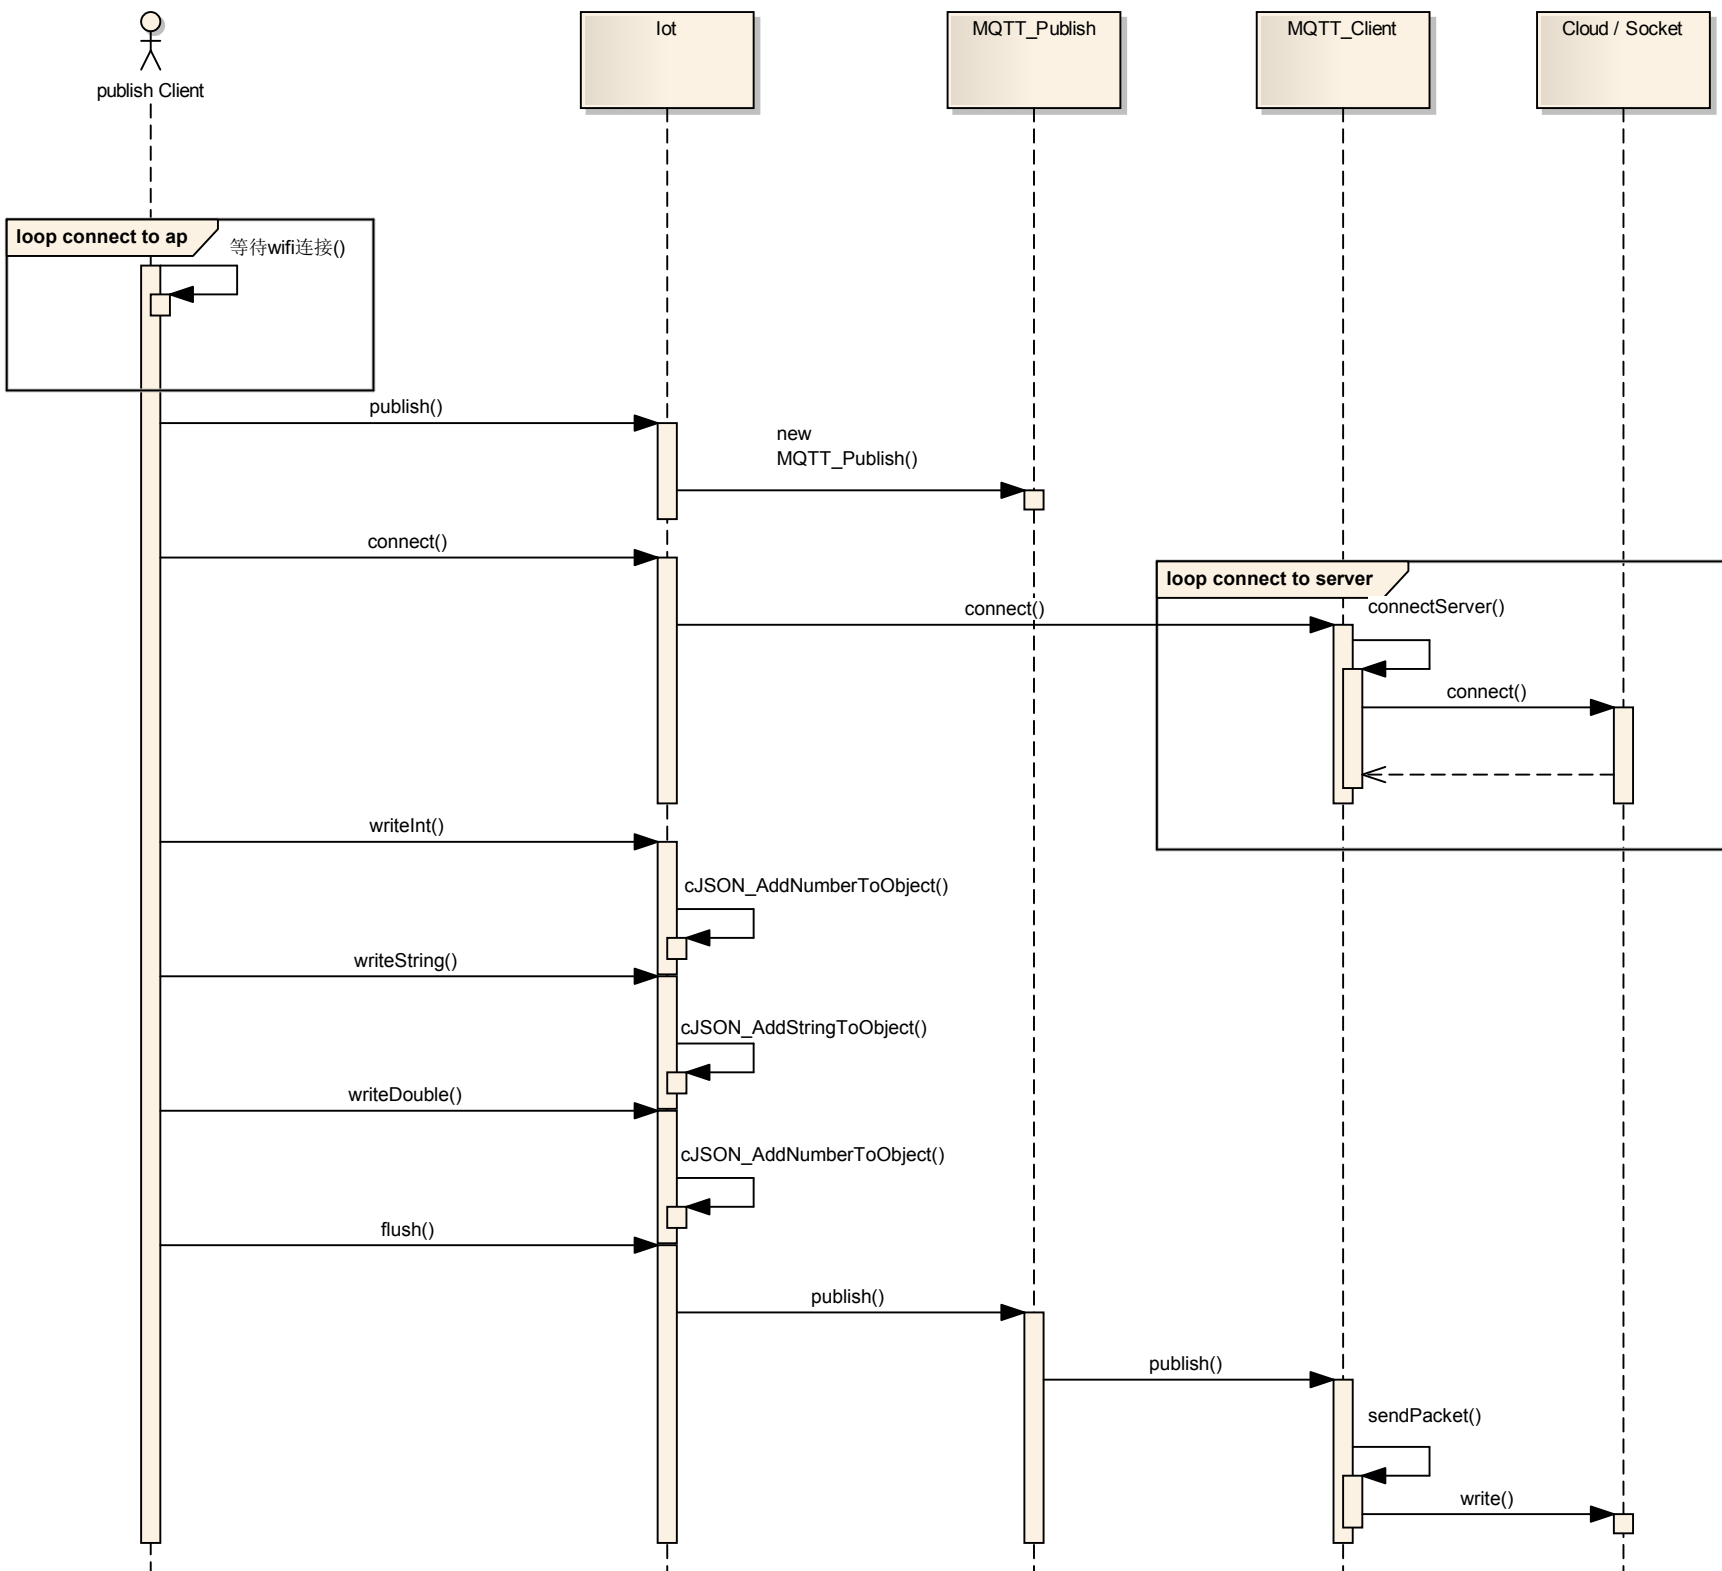 publish Client
Iot
MQTT_Publish
MQTT_Client
Cloud / Socket
loop connect to ap
等待wifi连接()
publish()
new
MQTT_Publish()
connect()
loop connect to server
connectServer()
connect()
connect()
writeInt()
cJSON_AddNumberToObject()
writeString()
cJSON_AddStringToObject()
writeDouble()
cJSON_AddNumberToObject()
flush()
publish()
publish()
sendPacket()
write()